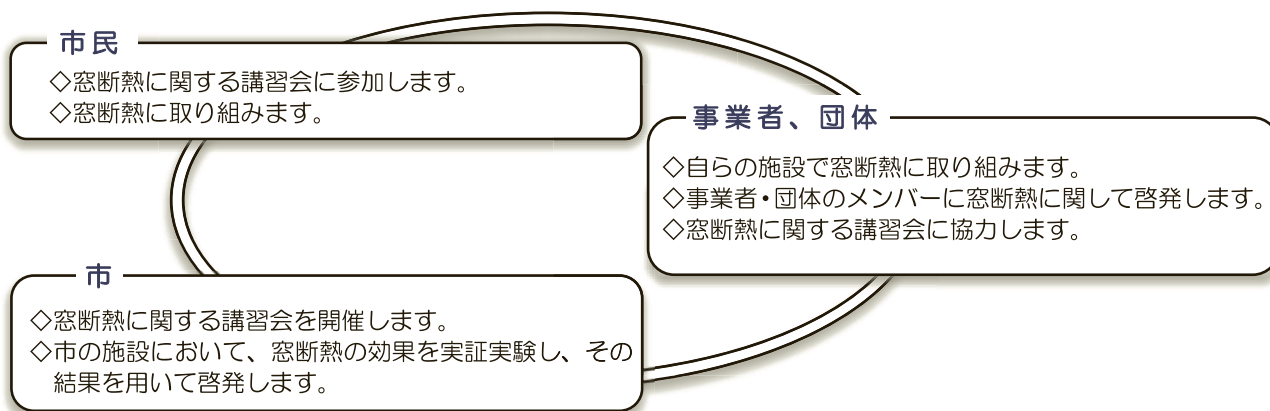 市民
◇窓断熱に関する講習会に参加します。
◇窓断熱に取り組みます。
事業者、団体
◇自らの施設で窓断熱に取り組みます。
◇事業者・団体のメンバーに窓断熱に関して啓発します。
◇窓断熱に関する講習会に協力します。
市
◇窓断熱に関する講習会を開催します。
◇市の施設において、窓断熱の効果を実証実験し、その
結果を用いて啓発します。